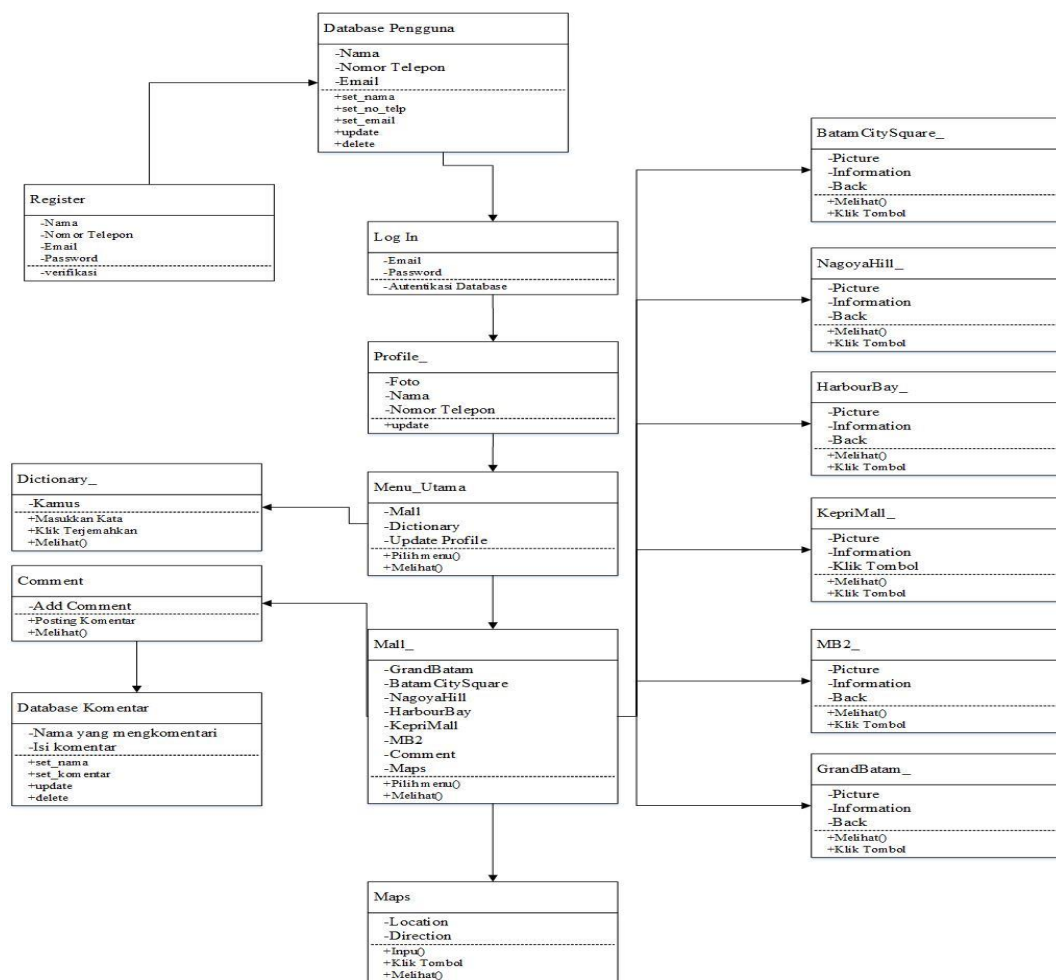 Database Pengguna
-Nama
-Nomor Telepon
-Email
+set_nama
+set_no_telp
+set_email
+update
+delete
Register
-Nama
-Nomor Telepon
-Email
-Password
-verifikasi
Log In
-Email
-Password
-Autentikasi Database
Profile_
-Foto
-Nama
-Nomor Telepon
+update
Menu_Utama
-Mall
-Dictionary
-Update Profile
+Pilih menu()
+Melihat()
Dictionary_
-Kamus
+Masukkan Kata
+Klik Terjemahkan
+Melihat()
Comment
-Add Comment
+Posting Komentar
+Melihat()
Database Komentar
-Nama yang mengkomentari
-Isi komentar
+set_nama
+set_komentar
+update
+delete
Mall_
-GrandBatam
-BatamCitySquare
-NagoyaHill
-HarbourBay
-KepriMall
-MB2
-Comment
-Maps
+Pilih menu()
+Melihat()
Maps
-Location
-Direction
+Inpu()
+Klik Tombol
+Melihat()
BatamCitySquare_
-Picture
-Information
-Back
+Melihat()
+Klik Tombol
NagoyaHill_
-Picture
-Information
-Back
+Melihat()
+Klik Tombol
HarbourBay_
-Picture
-Information
-Back
+Melihat()
+Klik Tombol
KepriMall_
-Picture
-Information
-Klik Tombol
+Melihat()
+Klik Tombol
MB2_
-Picture
-Information
-Back
+Melihat()
+Klik Tombol
GrandBatam_
-Picture
-Information
-Back
+Melihat()
+Klik Tombol